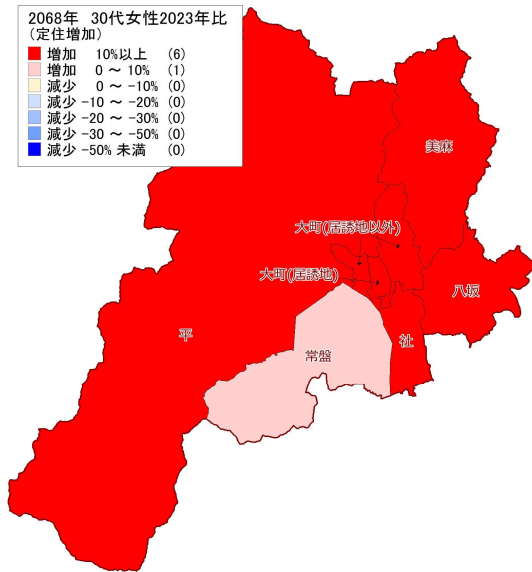 2068年 30代女性2023年比
(定住増加)
増加 10%以上 (6)
増加 0 ~ 10% (1)
減少 0 ~ -10% (0)
減少 -10 ~ -20% (0)
減少 -20 ~ -30% (0)
減少 -30 ~ -50% (0)
減少 -50% 未満 (0)
美麻
大町(居誘地以外)
大町(居誘地)
八坂
平
社
常盤